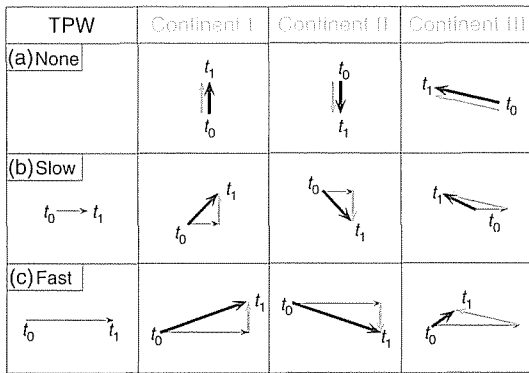 TPW Continent I Continent II Continent III
(a) None
t1 t0 t0 t1 t1 t0
(b) Slow
t0 t1 t0 t1 t0 t1 t1 t0
(c) Fast
t0 t1 t0 t1 t0 t1 t0 t1